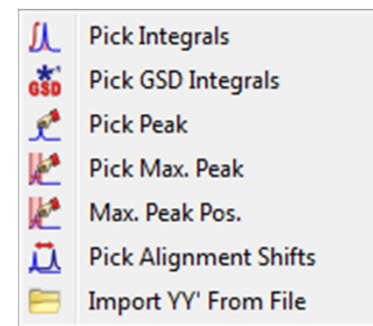 Pick Integrals
GSD Pick GSD Integrals
Pick Peak
Pick Max. Peak
Max. Peak Pos.
Pick Alignment Shifts
Import YY' From File